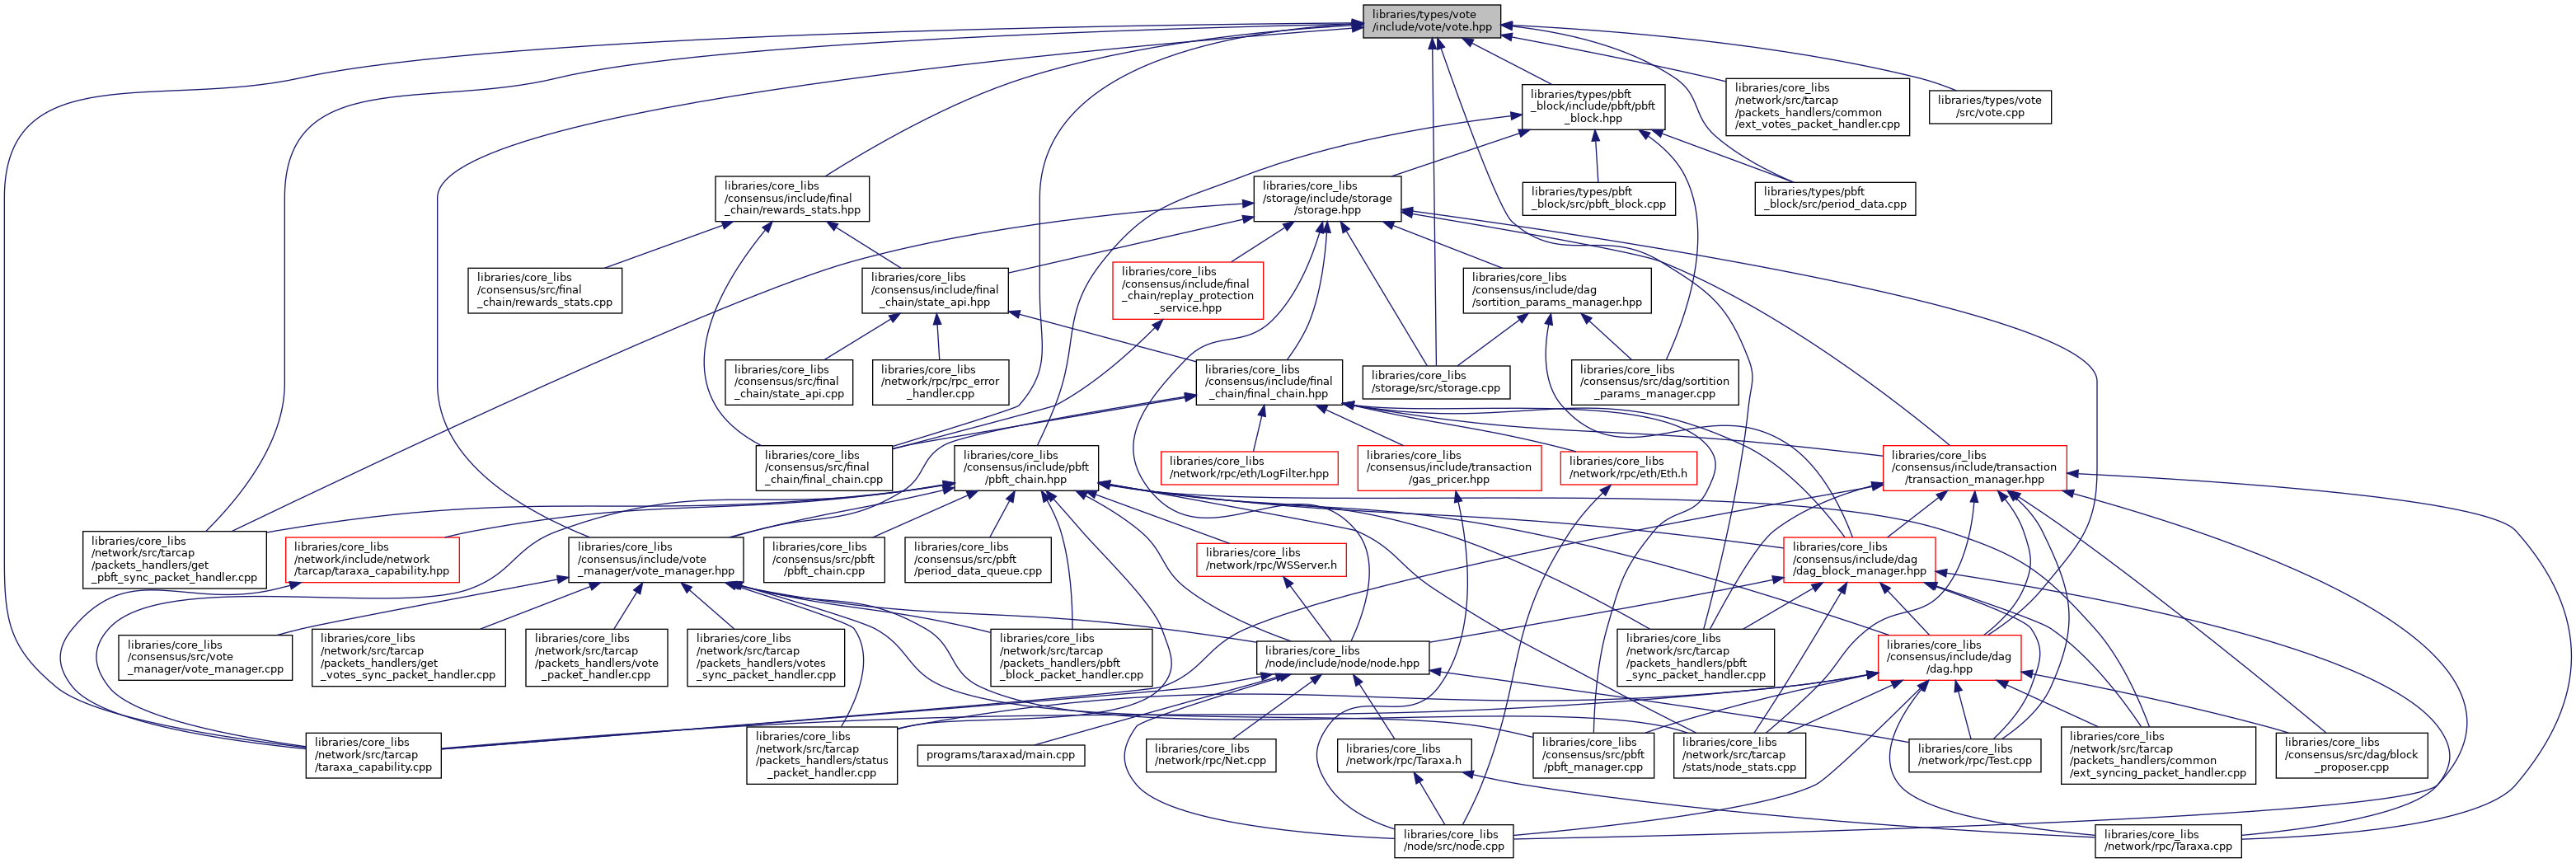 libraries/types/vote
/include/vote/vote.hpp
libraries/types/pbft
_block/include/pbft/pbft
_block.hpp
libraries/core_libs
/network/src/tarcap
/packets_handlers/common
/ext_votes_packet_handler.cpp
libraries/types/vote
/src/vote.cpp
libraries/core_libs
/consensus/include/final
_chain/rewards_stats.hpp
libraries/core_libs
/storage/include/storage
/storage.hpp
libraries/types/pbft
_block/src/pbft_block.cpp
libraries/types/pbft
_block/src/period_data.cpp
libraries/core_libs
/consensus/src/final
_chain/rewards_stats.cpp
libraries/core_libs
/consensus/include/final
_chain/state_api.hpp
libraries/core_libs
/consensus/include/final
_chain/replay_protection
_service.hpp
libraries/core_libs
/consensus/include/dag
/sortition_params_manager.hpp
libraries/core_libs
/consensus/src/final
_chain/state_api.cpp
libraries/core_libs
/network/rpc/rpc_error
_handler.cpp
libraries/core_libs
/consensus/include/final
_chain/final_chain.hpp
libraries/core_libs
/storage/src/storage.cpp
libraries/core_libs
/consensus/src/dag/sortition
_params_manager.cpp
libraries/core_libs
/consensus/src/final
_chain/final_chain.cpp
libraries/core_libs
/consensus/include/pbft
/pbft_chain.hpp
libraries/core_libs
/network/rpc/eth/LogFilter.hpp
libraries/core_libs
/consensus/include/transaction
/gas_pricer.hpp
libraries/core_libs
/network/rpc/eth/Eth.h
libraries/core_libs
/consensus/include/transaction
/transaction_manager.hpp
libraries/core_libs
/network/src/tarcap
/packets_handlers/get
_pbft_sync_packet_handler.cpp
libraries/core_libs
/network/include/network
/tarcap/taraxa_capability.hpp
libraries/core_libs
/consensus/include/vote
_manager/vote_manager.hpp
libraries/core_libs
/consensus/src/pbft
/pbft_chain.cpp
libraries/core_libs
/consensus/src/pbft
/period_data_queue.cpp
libraries/core_libs
/network/rpc/WSServer.h
libraries/core_libs
/consensus/include/dag
/dag_block_manager.hpp
libraries/core_libs
/consensus/src/vote
_manager/vote_manager.cpp
libraries/core_libs
/network/src/tarcap
/packets_handlers/get
_votes_sync_packet_handler.cpp
libraries/core_libs
/network/src/tarcap
/packets_handlers/vote
_packet_handler.cpp
libraries/core_libs
/network/src/tarcap
/packets_handlers/votes
_sync_packet_handler.cpp
libraries/core_libs
/network/src/tarcap
/packets_handlers/pbft
_block_packet_handler.cpp
libraries/core_libs
/node/include/node/node.hpp
libraries/core_libs
/network/src/tarcap
/packets_handlers/pbft
_sync_packet_handler.cpp
libraries/core_libs
/consensus/include/dag
/dag.hpp
libraries/core_libs
/network/src/tarcap
/taraxa_capability.cpp
libraries/core_libs
/network/src/tarcap
/packets_handlers/status
_packet_handler.cpp
programs/taraxad/main.cpp
libraries/core_libs
/network/rpc/Net.cpp
libraries/core_libs
/network/rpc/Taraxa.h
libraries/core_libs
/consensus/src/pbft
/pbft_manager.cpp
libraries/core_libs
/network/src/tarcap
/stats/node_stats.cpp
libraries/core_libs
/network/rpc/Test.cpp
libraries/core_libs
/network/src/tarcap
/packets_handlers/common
/ext_syncing_packet_handler.cpp
libraries/core_libs
/consensus/src/dag/block
_proposer.cpp
libraries/core_libs
/node/src/node.cpp
libraries/core_libs
/network/rpc/Taraxa.cpp